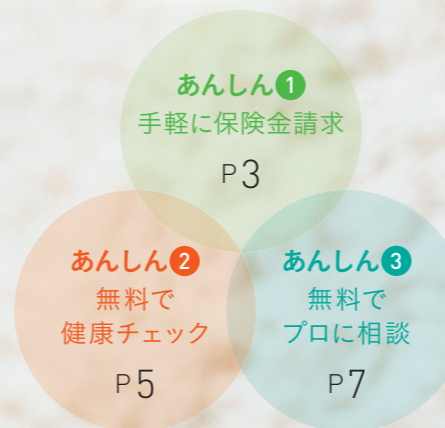 あんしん1
手軽に保険金請求
P3
あんしん2
無料で
健康チェック
P5
あんしん3
無料で
プロに相談
P7